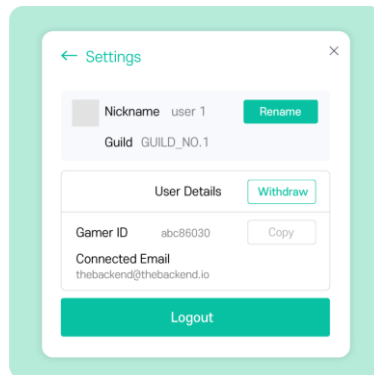 ← Settings ×
Nickname user 1 Rename
Guild GUILD_NO.1
User Details Withdraw
Gamer ID abc86030 Copy
Connected Email
thebackend@thebackend.io
Logout